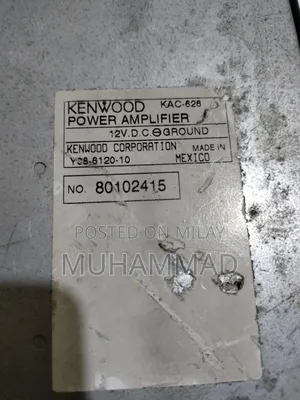 KENWOOD KAC-626
POWER AMPLIFIER
12V.D.C.⊖GROUND
KENWOOD CORPORATION MADE IN
Y08-6120-10 MEXICO
NO. 80102415
POSTED ON MILAY
MUHAMMAD